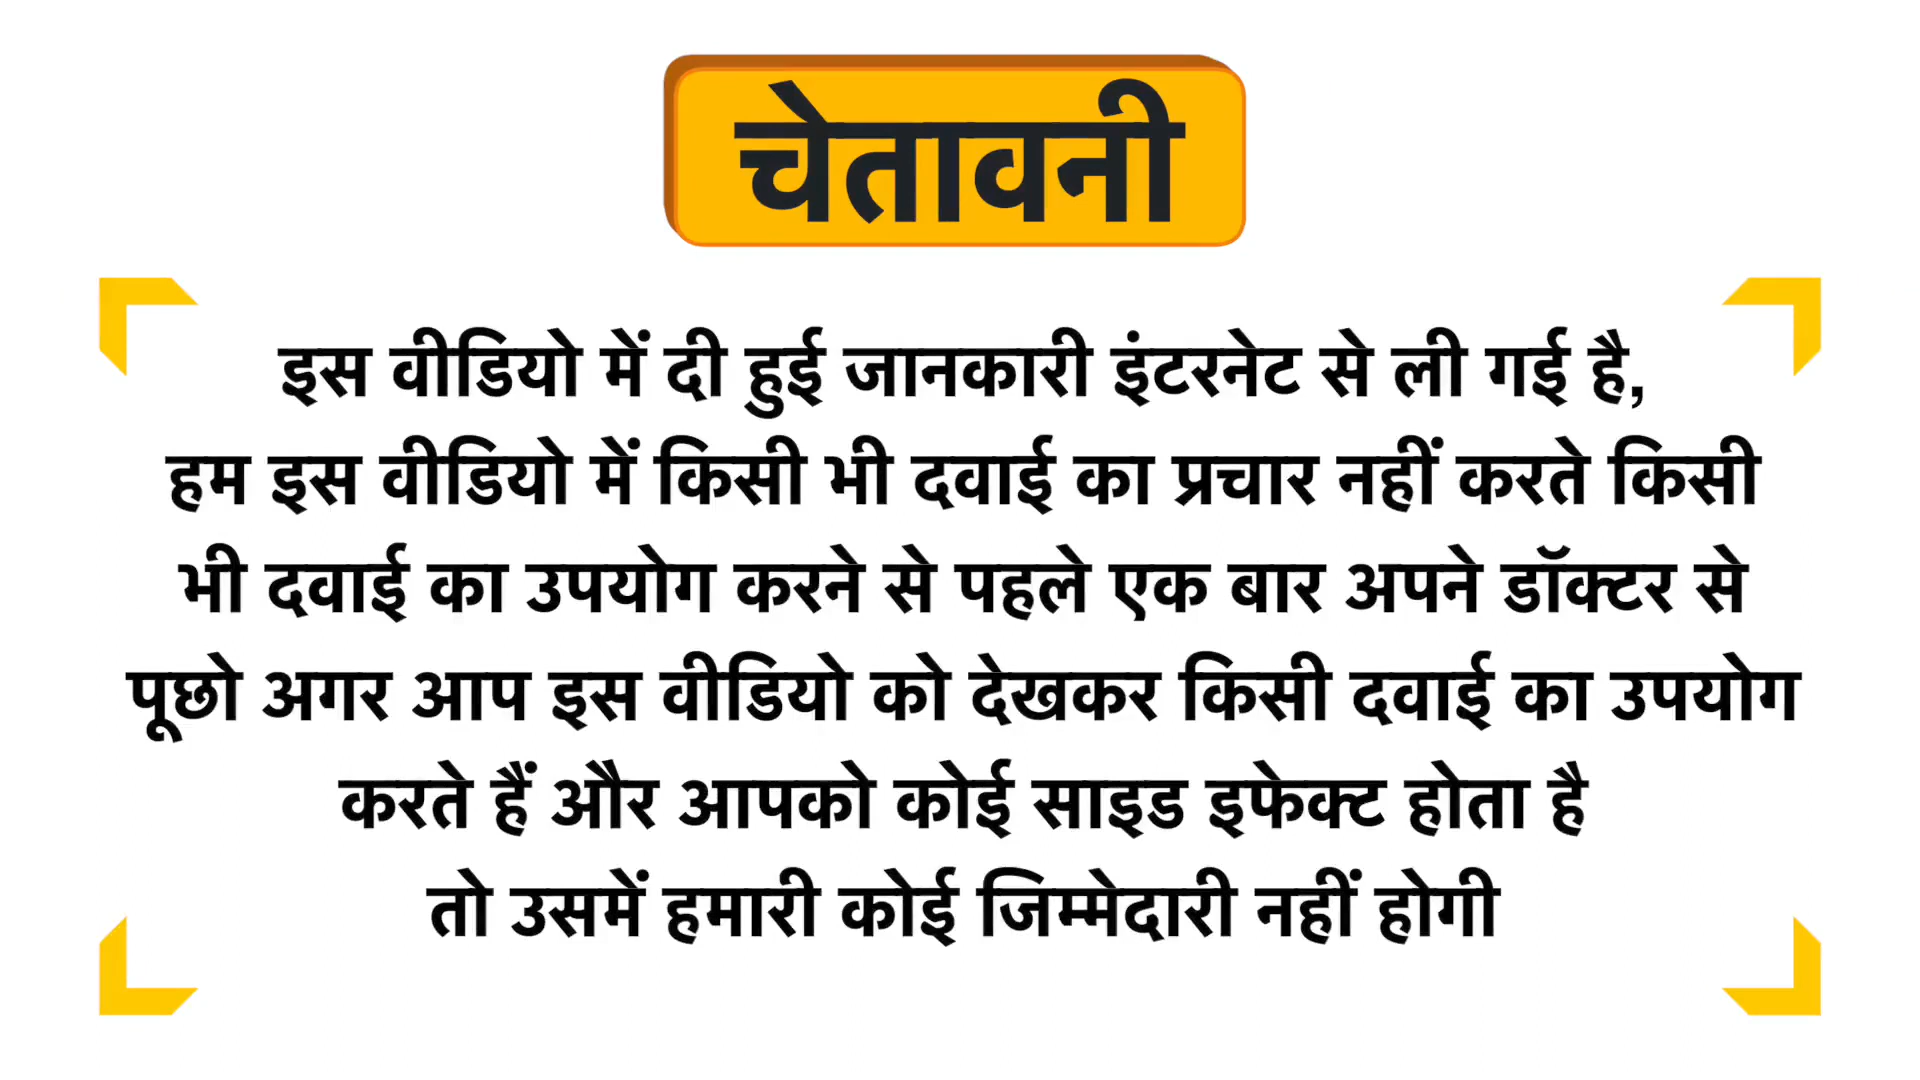 चेतावनी
इस वीडियो में दी हुई जानकारी इंटरनेट से ली गई है,
हम इस वीडियो में किसी भी दवाई का प्रचार नहीं करते किसी
भी दवाई का उपयोग करने से पहले एक बार अपने डॉक्टर से
पूछो अगर आप इस वीडियो को देखकर किसी दवाई का उपयोग
करते हैं और आपको कोई साइड इफेक्ट होता है
तो उसमें हमारी कोई जिम्मेदारी नहीं होगी